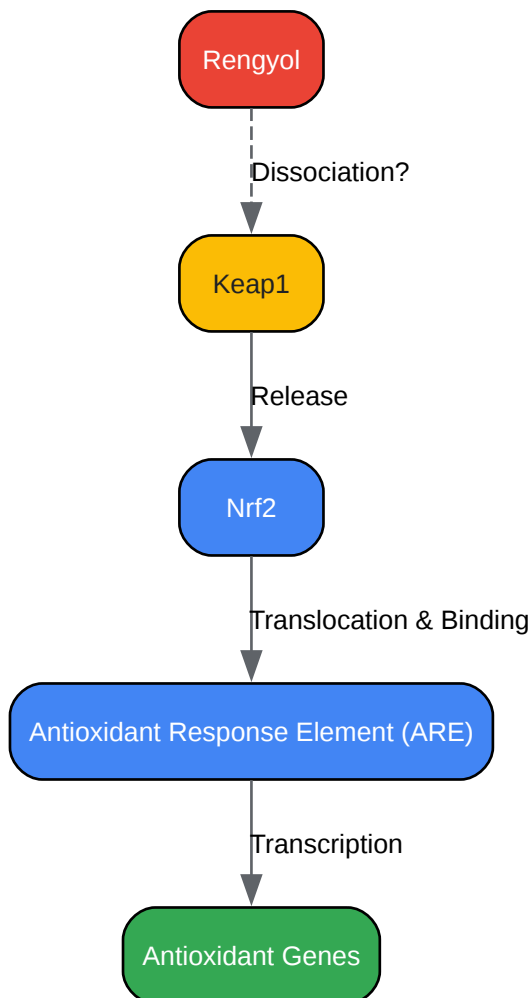 Rengyol
Dissociation?
Keap1
Release
Nrf2
Translocation & Binding
Antioxidant Response Element (ARE)
Transcription
Antioxidant Genes